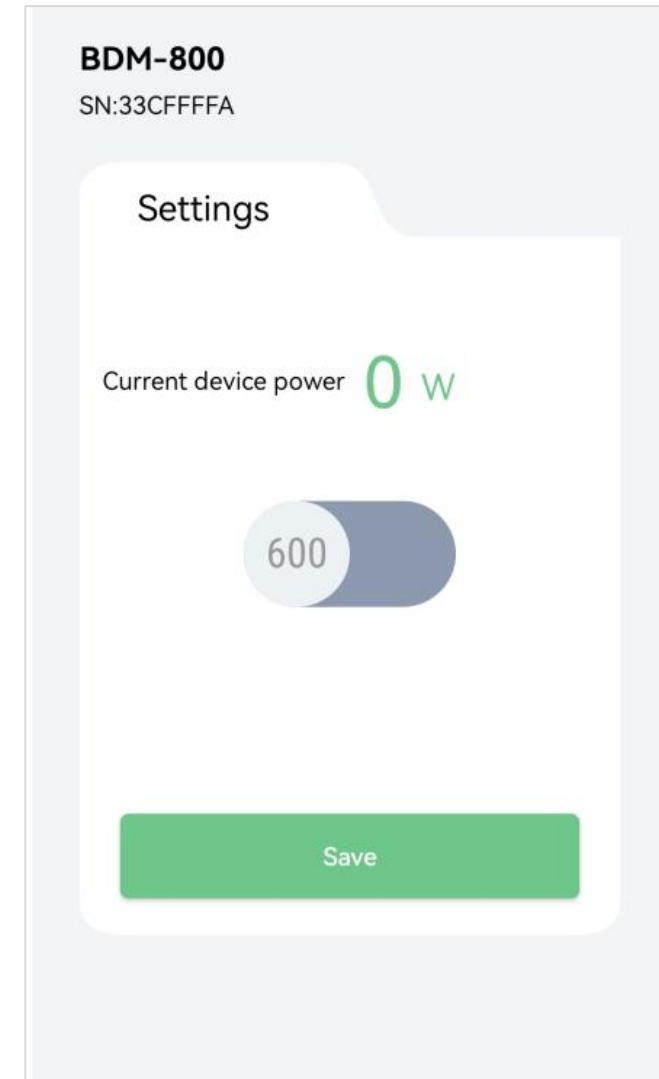 BDM-800
SN:33CFFFFA
Settings
Current device power 0 W
600
Save